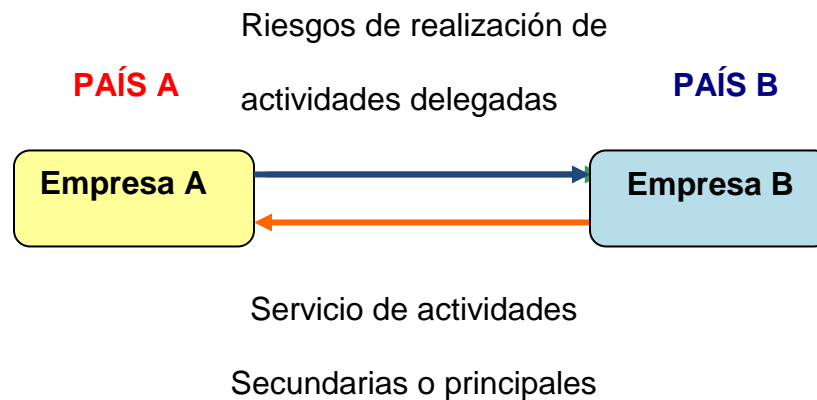 Riesgos de realización de
PAÍS A
actividades delegadas
PAÍS B
Empresa A
Empresa B
Servicio de actividades
Secundarias o principales